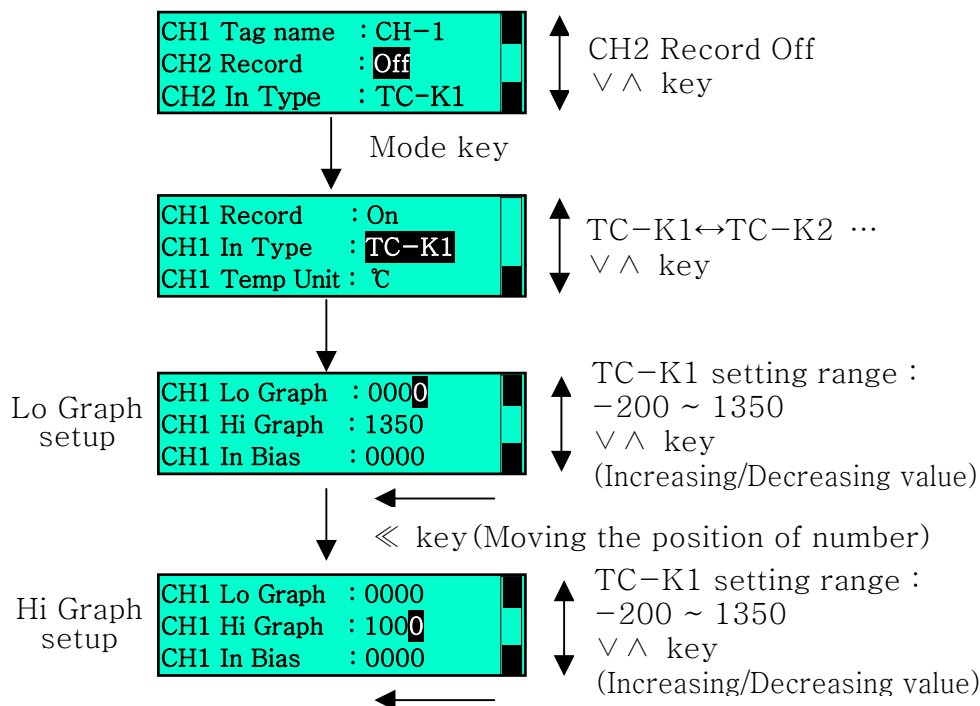 CH1 Tag name : CH-1
CH2 Record : Off
CH2 In Type : TC-K1
CH2 Record Off
∨∧ key
Mode key
CH1 Record : On
CH1 In Type : TC-K1
CH1 Temp Unit : ℃
TC-K1↔TC-K2 …
∨∧ key
Lo Graph
setup
CH1 Lo Graph : 0000
CH1 Hi Graph : 1350
CH1 In Bias : 0000
TC-K1 setting range :
-200 ~ 1350
∨∧ key
(Increasing/Decreasing value)
≪ key(Moving the position of number)
Hi Graph
setup
CH1 Lo Graph : 0000
CH1 Hi Graph : 1000
CH1 In Bias : 0000
TC-K1 setting range :
-200 ~ 1350
∨∧ key
(Increasing/Decreasing value)